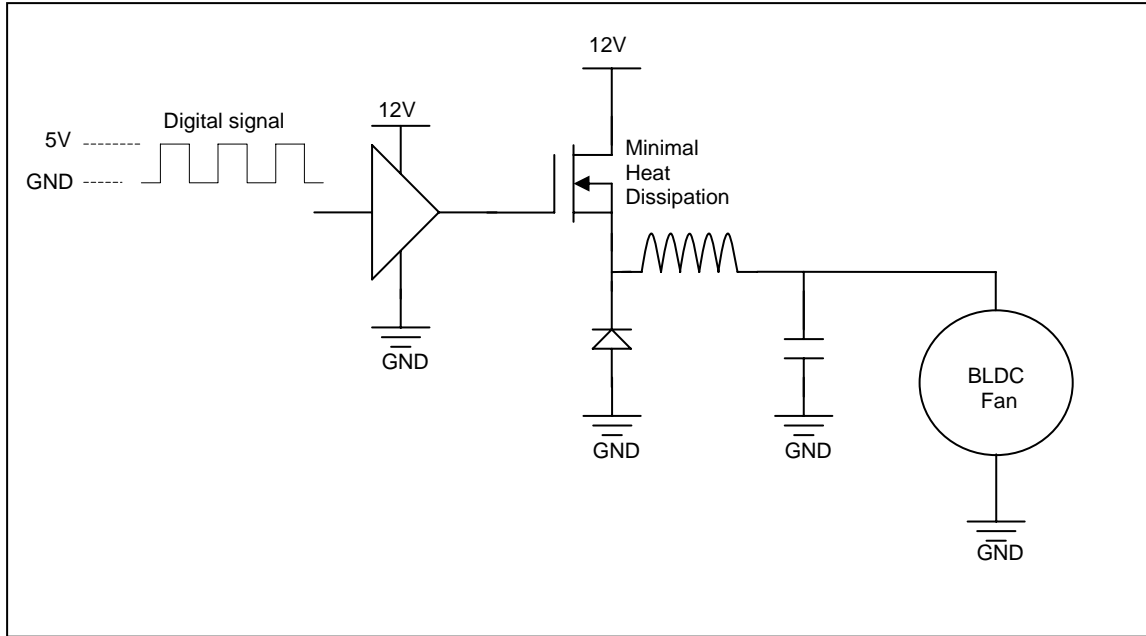 12V
12V
Digital signal
5V
GND
Minimal
Heat
Dissipation
GND
BLDC
Fan
GND
GND
GND